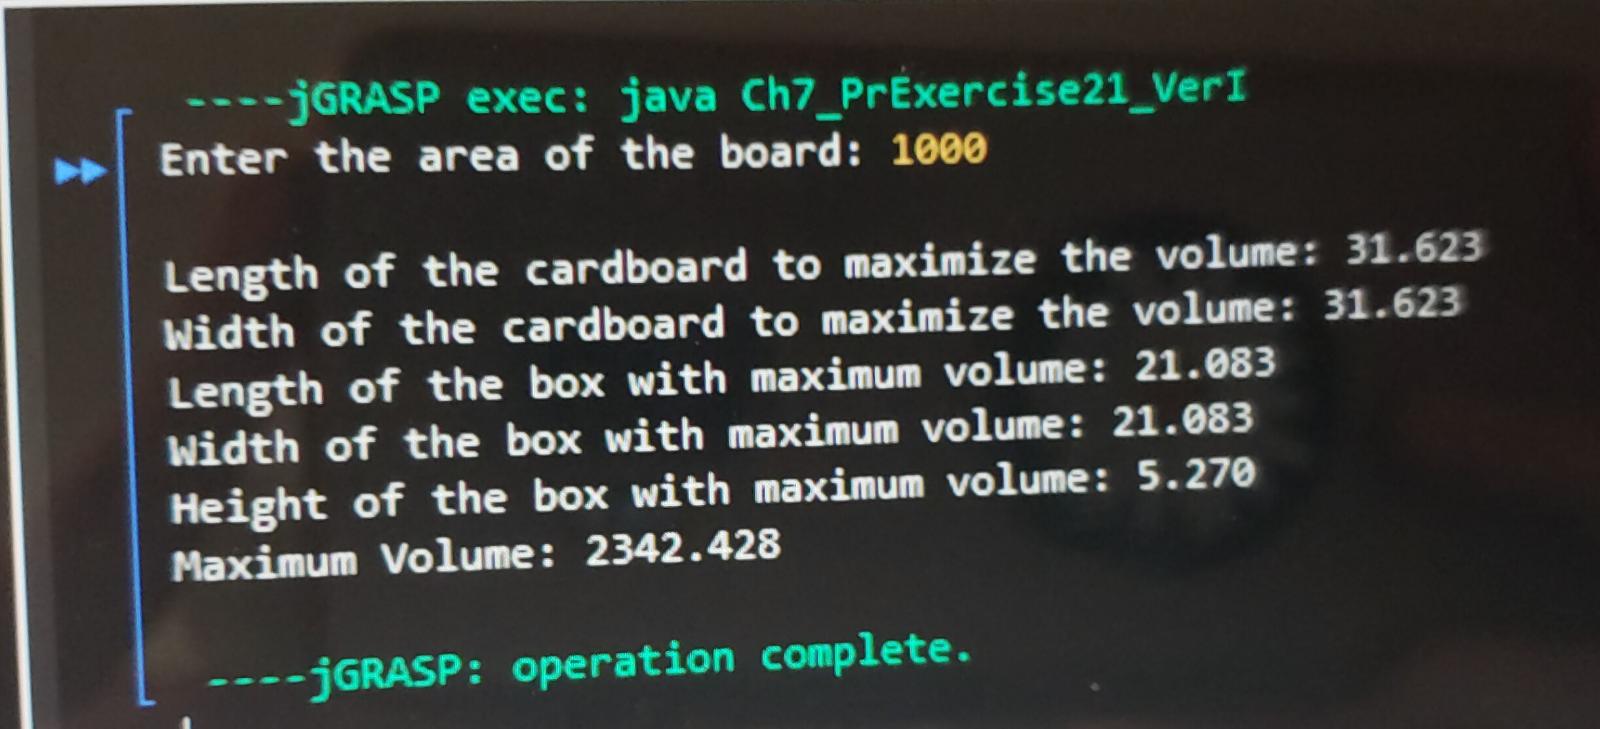 ----jGRASP exec: java Ch7_PrExercise21_VerI
Enter the area of the board: 1000
Length of the cardboard to maximize the volume: 31.623
Width of the cardboard to maximize the volume: 31.623
Length of the box with maximum volume: 21.083
Width of the box with maximum volume: 21.083
Height of the box with maximum volume: 5.270
Maximum Volume: 2342.428
----jGRASP: operation complete.